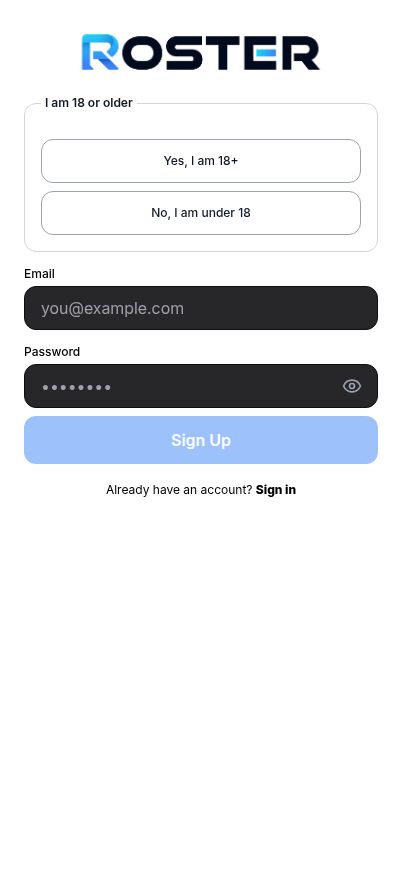 ROSTER
I am 18 or older
Yes, I am 18+
No, I am under 18
Email
you@example.com
Password
••••••••
Sign Up
Already have an account? Sign in